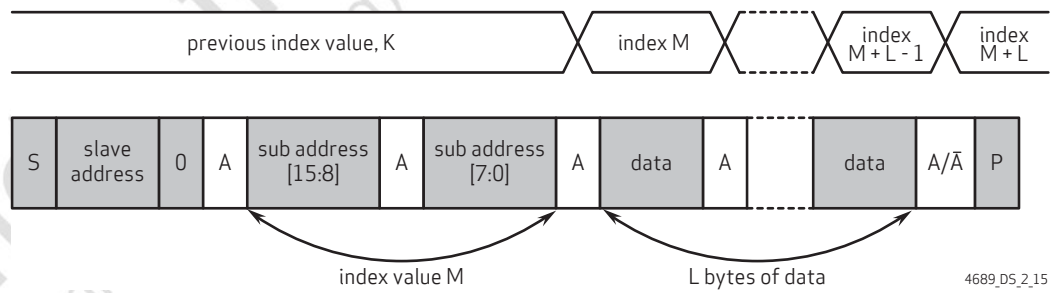 previous index value, K
index M
index
M + L - 1
index
M + L
S
slave
address
0
A
sub address
[15:8]
A
sub address
[7:0]
A
data
A
data
A/Ā
P
index value M
L bytes of data
4689_DS_2_15